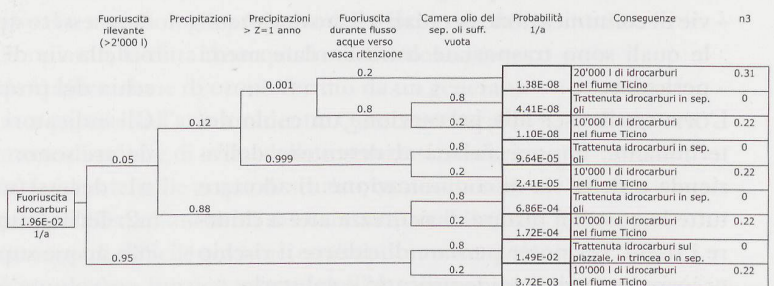 Fuoriuscita rilevante (>2'000 l)
Precipitazioni
Precipitazioni > Z=1 anno
Fuoriuscita durante flusso acque verso vasca ritenzione
Camera olio del sep. oli suff. vuota
Probabilità 1/a
Conseguenze
n3
0.2
20'000 l di idrocarburi
0.31
0.001
1.38E-08
nel fiume Ticino
0.8
Trattenuta idrocarburi in sep.
0
0.8
4.41E-08
oli
0.12
0.2
10'000 l di idrocarburi
0.22
1.10E-08
nel fiume Ticino
0.8
Trattenuta idrocarburi in sep.
0
0.05
0.999
9.64E-05
oli
0.2
10'000 l di idrocarburi
0.22
2.41E-05
nel fiume Ticino
Fuoriuscita
idrocarburi
1.96E-02
1/a
0.8
Trattenuta idrocarburi in sep.
0
0.88
6.86E-04
oli
0.2
10'000 l di idrocarburi
0.22
1.72E-04
nel fiume Ticino
0.8
Trattenuta idrocarburi sul
0
0.95
1.49E-02
piazzale, in trincea o in sep.
0.2
10'000 l di idrocarburi
0.22
3.72E-03
nel fiume Ticino